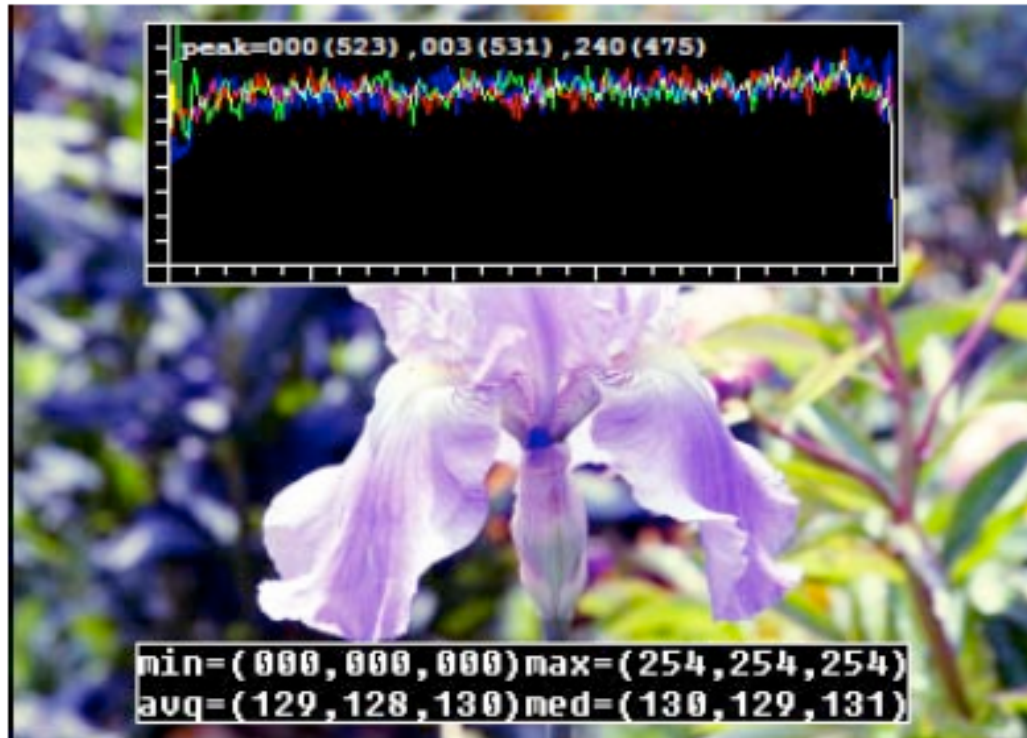 peak=000(523),003(531),240(475)
min=(000,000,000)max=(254,254,254)
avg=(129,128,130)med=(130,129,131)